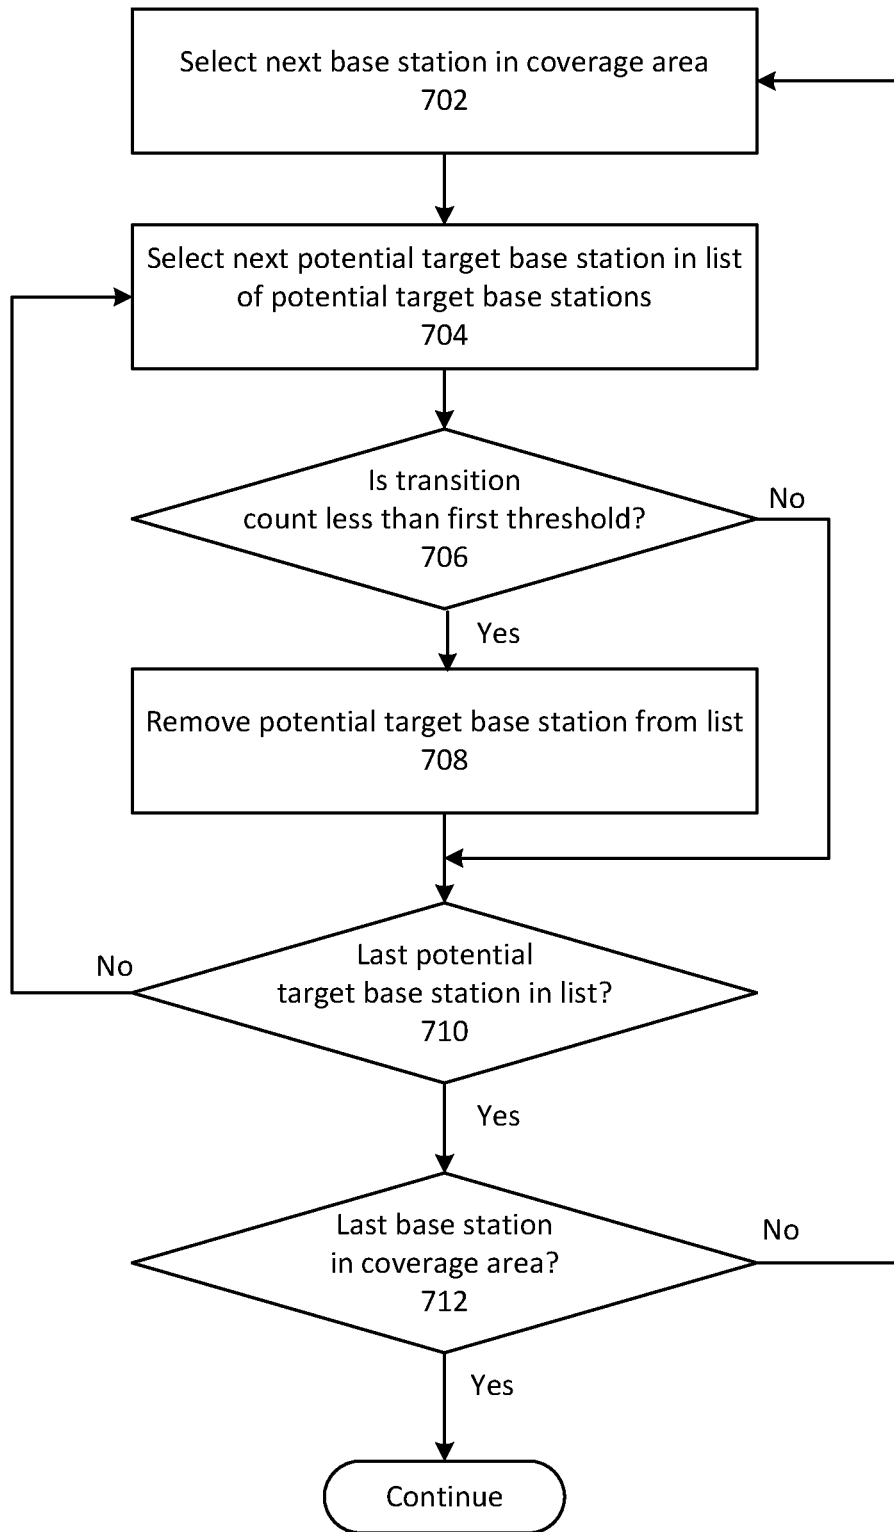 Select next base station in coverage area
702
Select next potential target base station in list
of potential target base stations
704
Is transition
count less than first threshold?
706
No
Yes
Remove potential target base station from list
708
Last potential
target base station in list?
710
No
Yes
Last base station
in coverage area?
712
No
Yes
Continue